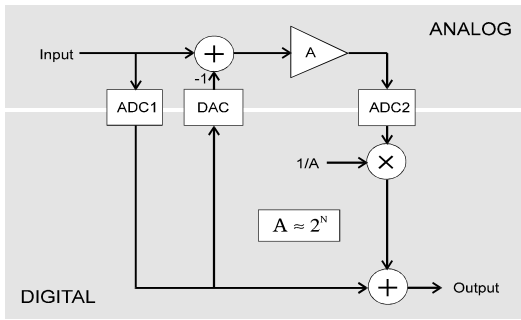 ANALOG
Input
+
A
-1
ADC1
DAC
ADC2
1/A
×
A ≈ 2^N
+
Output
DIGITAL